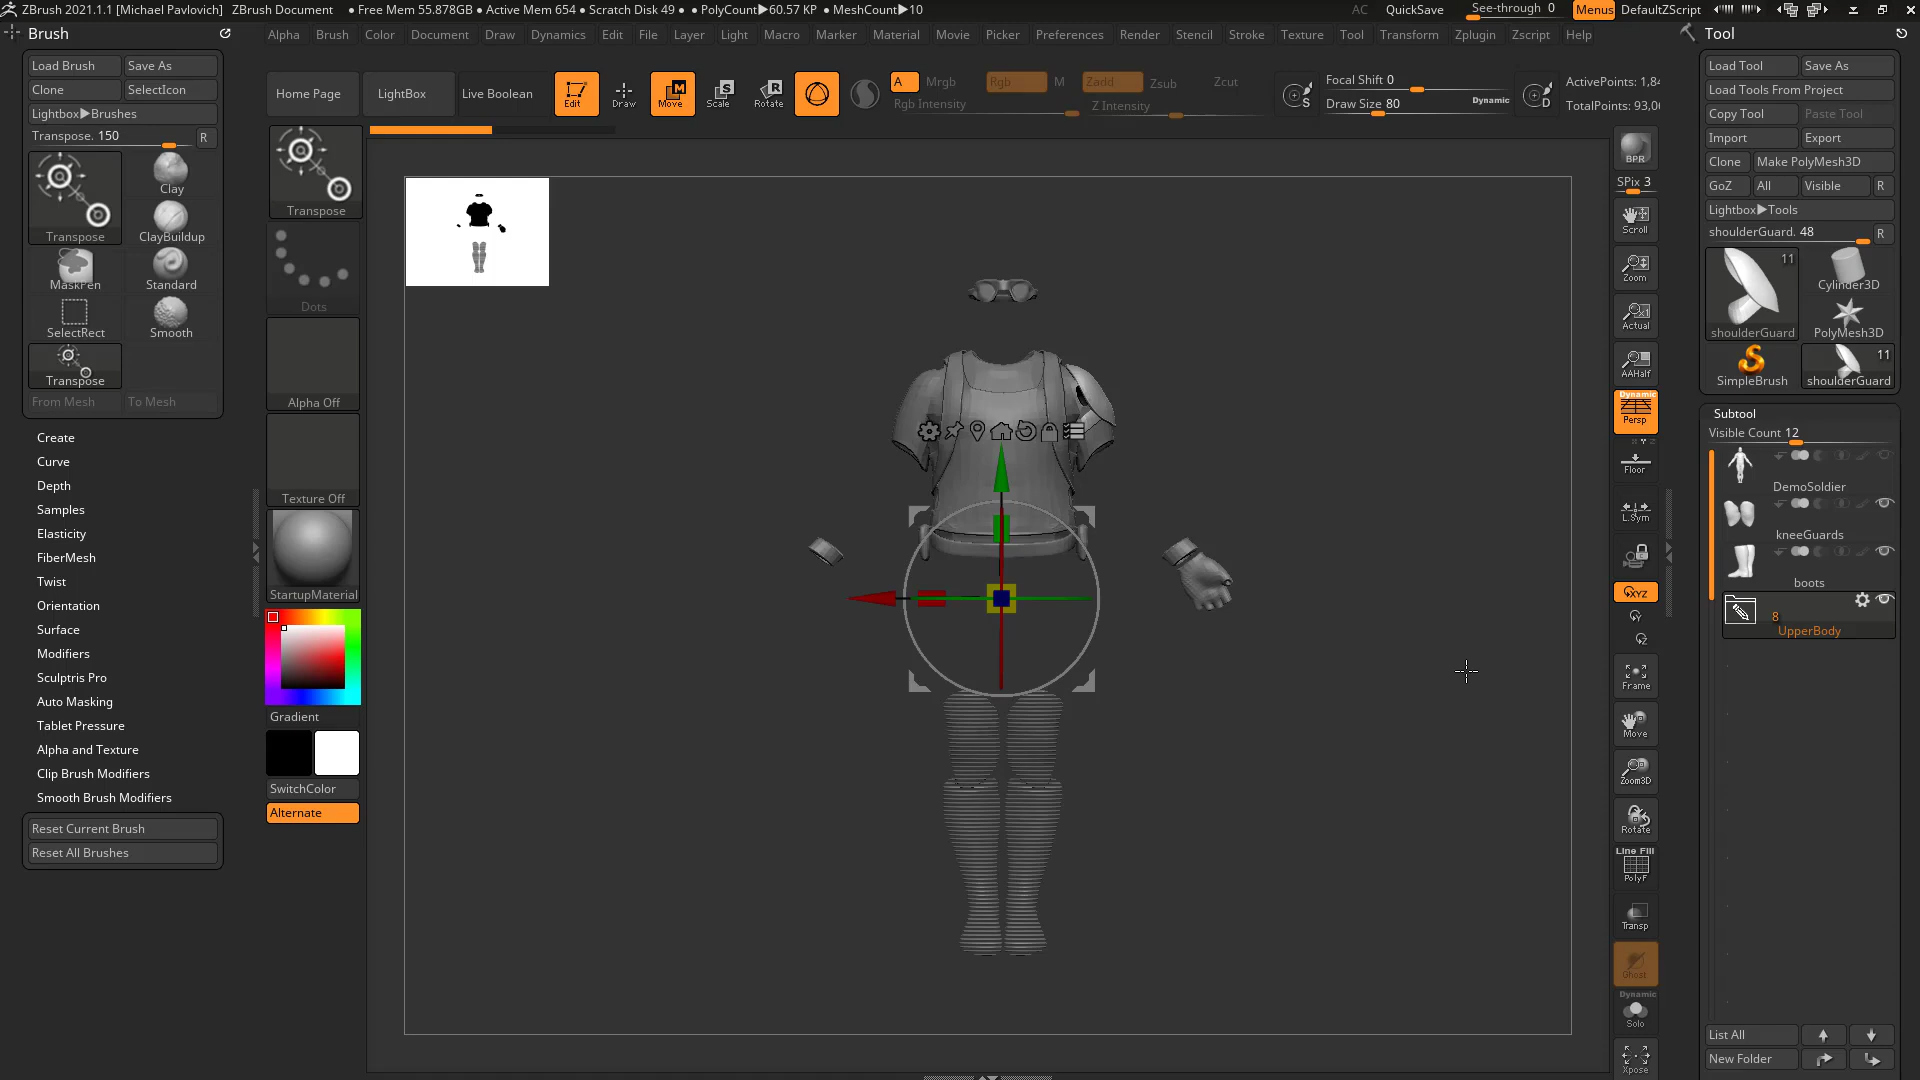 ZBrush 2021.1.1 [Michael Pavlovich] ZBrush Document • Free Mem 55.878GB • Active Mem 654 • Scratch Disk 49 • PolyCount▶60.57 KP • MeshCount▶10 AC QuickSave See-through 0 Menus DefaultZScript
Brush
Alpha Brush Color Document Draw Dynamics Edit File Layer Light Macro Marker Material Movie Picker Preferences Render Stencil Stroke Texture Tool Transform Zplugin Zscript Help
Tool
Load Brush Save As
Clone SelectIcon
Lightbox▶Brushes
Transpose. 150 R
Transpose
Clay
ClayBuildup
MaskPen
Standard
SelectRect
Smooth
Transpose
From Mesh To Mesh
Create
Curve
Depth
Samples
Elasticity
FiberMesh
Twist
Orientation
Surface
Modifiers
Sculptris Pro
Auto Masking
Tablet Pressure
Alpha and Texture
Clip Brush Modifiers
Smooth Brush Modifiers
Reset Current Brush
Reset All Brushes
Home Page LightBox Live Boolean
Edit Draw Move Scale Rotate
M S R
A Mrgb Rgb M Zadd Zsub Zcut
Rgb Intensity Z Intensity
S
Focal Shift 0
Draw Size 80 Dynamic
D
ActivePoints: 1,84
TotalPoints: 93,06
Transpose
Dots
Alpha Off
Texture Off
StartupMaterial
Gradient
SwitchColor
Alternate
BPR
SPix 3
Scroll
Zoom
Actual
AAHalf
Dynamic
Persp
Floor
L.Sym
XYZ
Frame
Move
Zoom3D
Rotate
Line Fill
PolyF
Transp
Ghost
Dynamic
Solo
Xpose
Load Tool Save As
Load Tools From Project
Copy Tool Paste Tool
Import Export
Clone Make PolyMesh3D
GoZ All Visible R
Lightbox▶Tools
shoulderGuard. 48 R
11
shoulderGuard
Cylinder3D
PolyMesh3D
SimpleBrush
11
shoulderGuard
Subtool
Visible Count 12
DemoSoldier
kneeGuards
boots
8
UpperBody
List All
New Folder